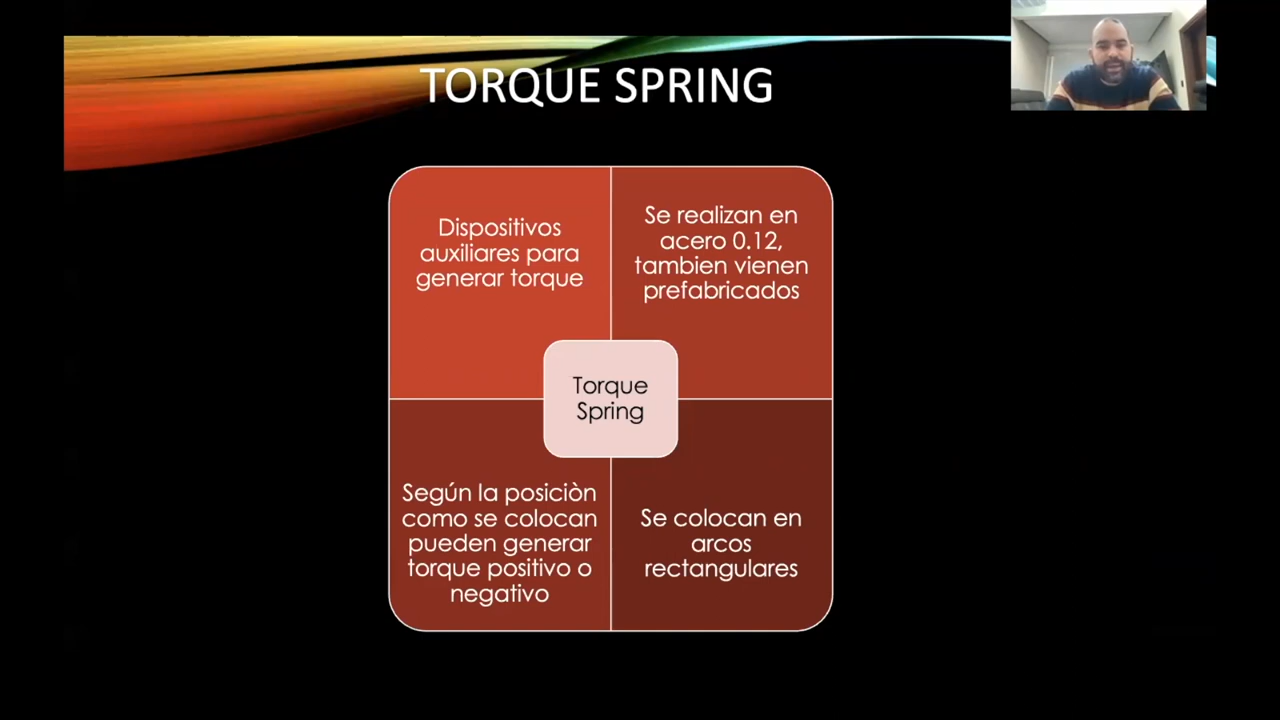 TORQUE SPRING
Dispositivos
auxiliares para
generar torque
Se realizan en
acero 0.12,
tambien vienen
prefabricados
Torque
Spring
Según la posiciòn
como se colocan
pueden generar
torque positivo o
negativo
Se colocan en
arcos
rectangulares